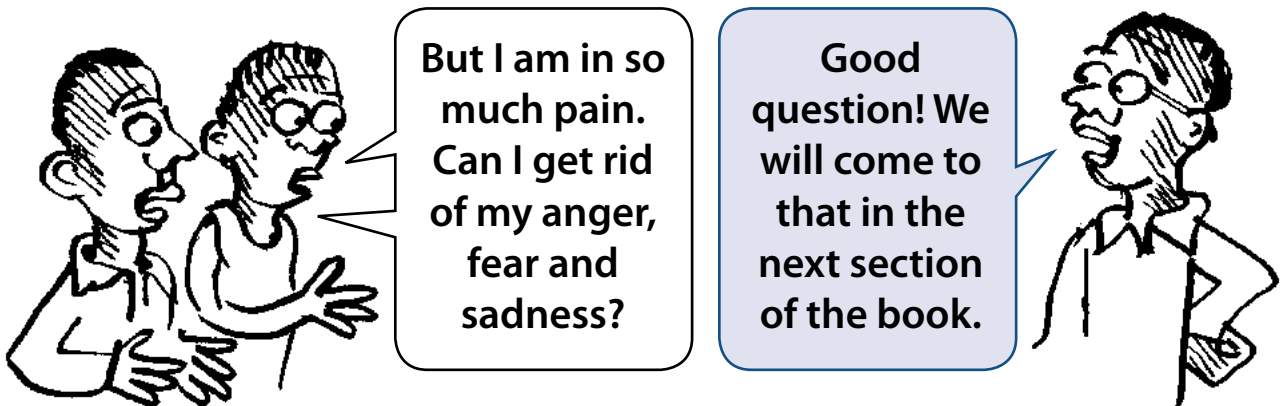 But I am in so
much pain.
Can I get rid
of my anger,
fear and
sadness?
Good
question! We
will come to
that in the
next section
of the book.